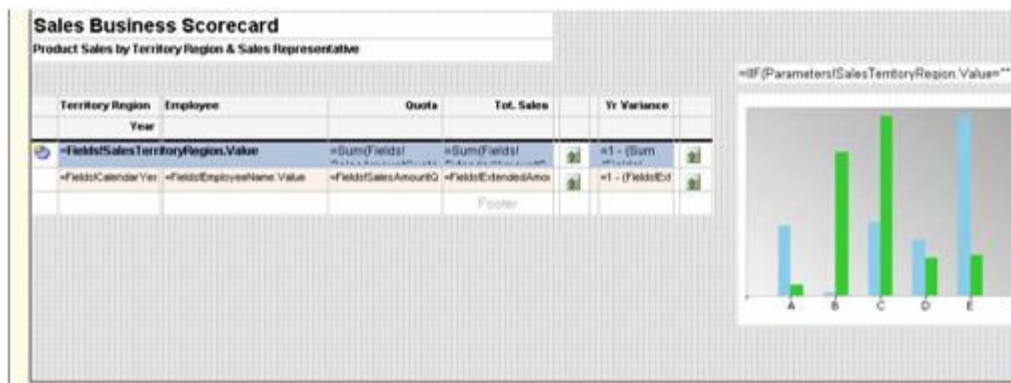 Sales Business Scorecard
Product Sales by Territory Region & Sales Representative
=IIF(Parameters!SalesTerritoryRegion.Value=""
Territory Region Employee Quota Tot. Sales Yr Variance
Year
=Fields!SalesTerritoryRegion.Value =Sum(Fields! =Sum(Fields! =1 - (Sum
=Fields!CalendarYea =Fields!EmployeeName.Value =Fields!SalesAmountQ =Fields!ExtendedAmou =1 - (Fields!Ext
Footer
A B C D E